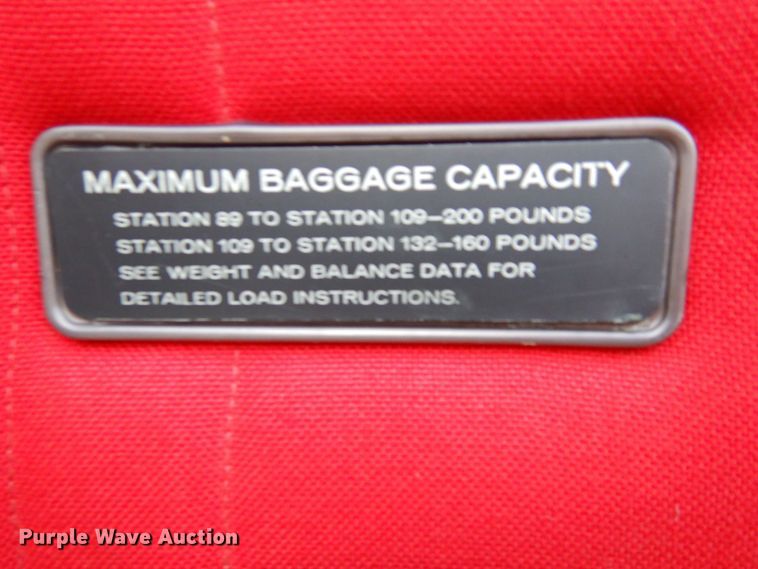 MAXIMUM BAGGAGE CAPACITY
STATION 89 TO STATION 109–200 POUNDS
STATION 109 TO STATION 132–160 POUNDS
SEE WEIGHT AND BALANCE DATA FOR
DETAILED LOAD INSTRUCTIONS.
Purple Wave Auction